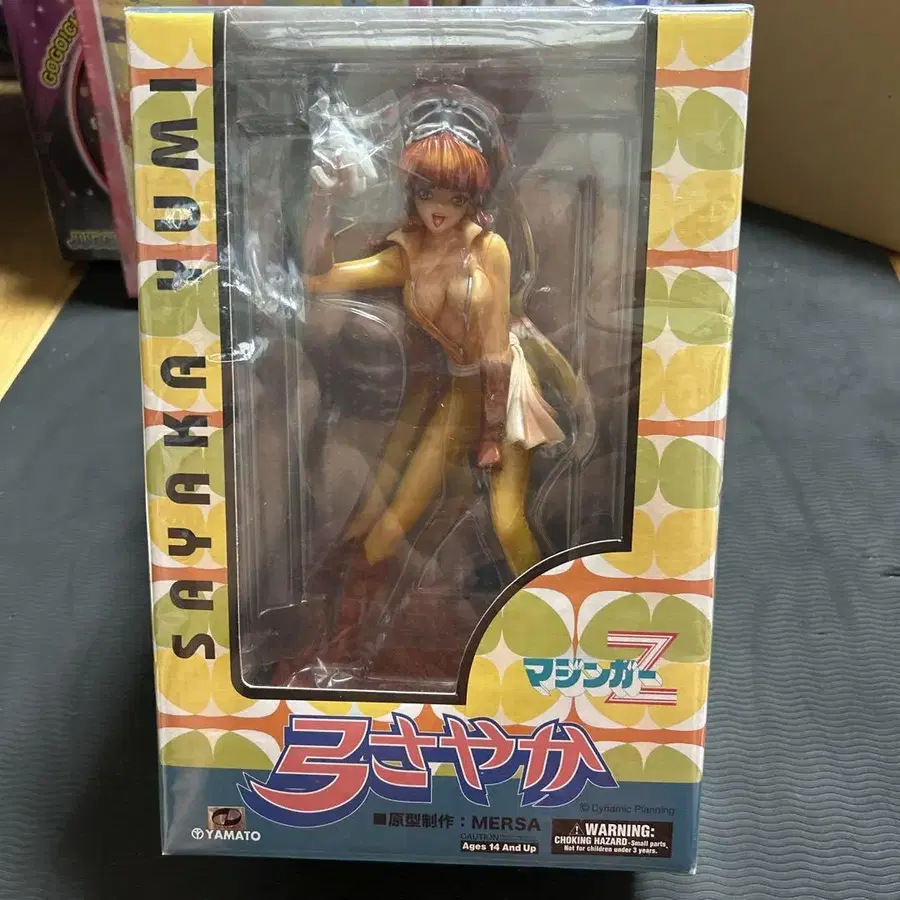 GOGOICH
SAYAKA YUMI
マジンガーZ
弓さやか
© Dynamic Planning
■原型制作：MERSA
YAMATO
CAUTION
Ages 14 And Up
WARNING:
CHOKING HAZARD-Small parts.
Not for children under 3 years.